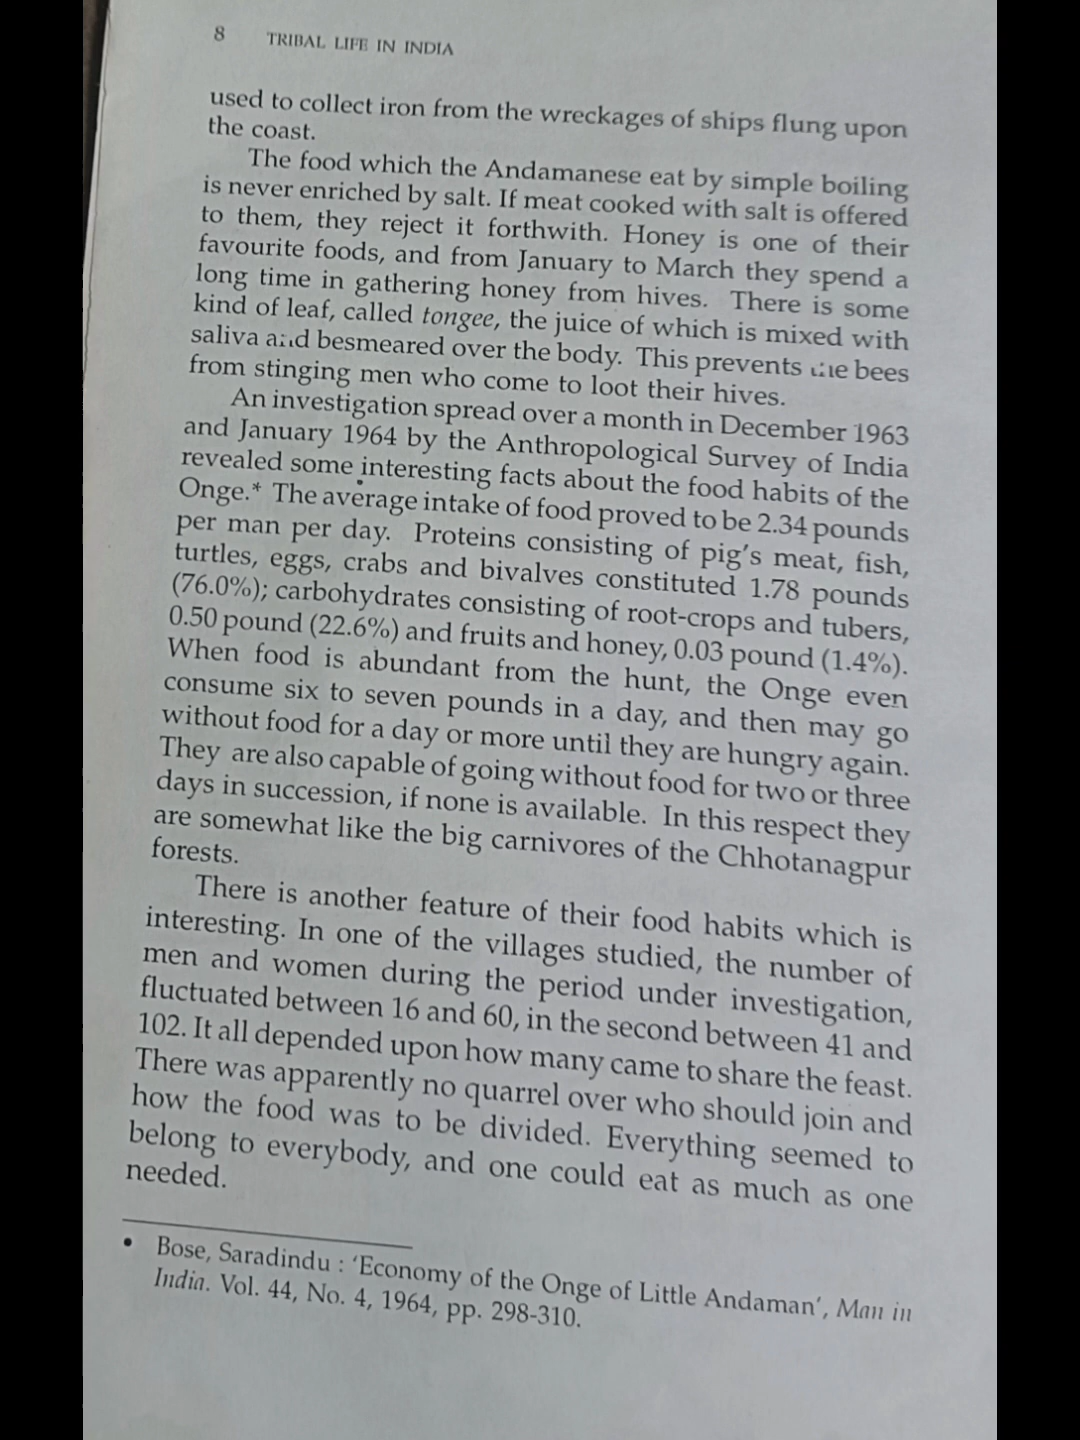 8 TRIBAL LIFE IN INDIA
used to collect iron from the wreckages of ships flung upon
the coast.
The food which the Andamanese eat by simple boiling
is never enriched by salt. If meat cooked with salt is offered
to them, they reject it forthwith. Honey is one of their
favourite foods, and from January to March they spend a
long time in gathering honey from hives. There is some
kind of leaf, called tongee, the juice of which is mixed with
saliva and besmeared over the body. This prevents the bees
from stinging men who come to loot their hives.
An investigation spread over a month in December 1963
and January 1964 by the Anthropological Survey of India
revealed some interesting facts about the food habits of the
Onge.* The average intake of food proved to be 2.34 pounds
per man per day. Proteins consisting of pig's meat, fish,
turtles, eggs, crabs and bivalves constituted 1.78 pounds
(76.0%); carbohydrates consisting of root-crops and tubers,
0.50 pound (22.6%) and fruits and honey, 0.03 pound (1.4%).
When food is abundant from the hunt, the Onge even
consume six to seven pounds in a day, and then may go
without food for a day or more until they are hungry again.
They are also capable of going without food for two or three
days in succession, if none is available. In this respect they
are somewhat like the big carnivores of the Chhotanagpur
forests.
There is another feature of their food habits which is
interesting. In one of the villages studied, the number of
men and women during the period under investigation,
fluctuated between 16 and 60, in the second between 41 and
102. It all depended upon how many came to share the feast.
There was apparently no quarrel over who should join and
how the food was to be divided. Everything seemed to
belong to everybody, and one could eat as much as one
needed.
• Bose, Saradindu : 'Economy of the Onge of Little Andaman', Man in
India. Vol. 44, No. 4, 1964, pp. 298-310.